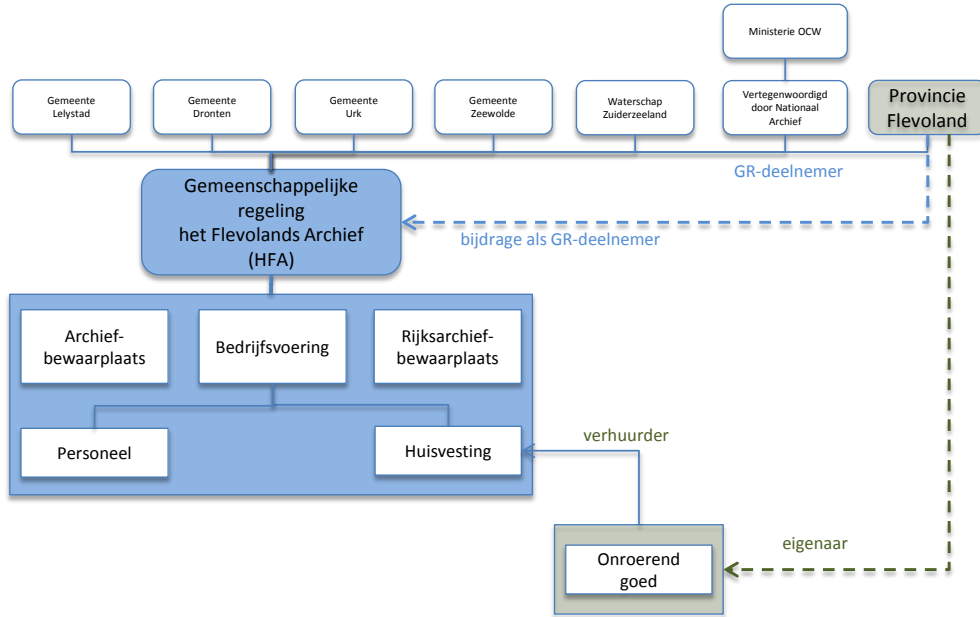 Ministerie OCW
Gemeente
Lelystad
Gemeente
Dronten
Gemeente
Urk
Gemeente
Zeewolde
Waterschap
Zuiderzeeland
Vertegenwoordigd
door Nationaal
Archief
Provincie
Flevoland
GR-deelnemer
Gemeenschappelijke
regeling
het Flevolands Archief
(HFA)
bijdrage als GR-deelnemer
Archief-
bewaarplaats
Bedrijfsvoering
Rijksarchief-
bewaarplaats
Personeel
Huisvesting
verhuurder
eigenaar
Onroerend
goed